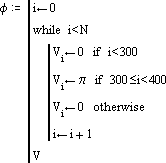 ϕ := i←0
while i<N
V_i←0 if i<300
V_i←π if 300≤i<400
V_i←0 otherwise
i←i+1
V